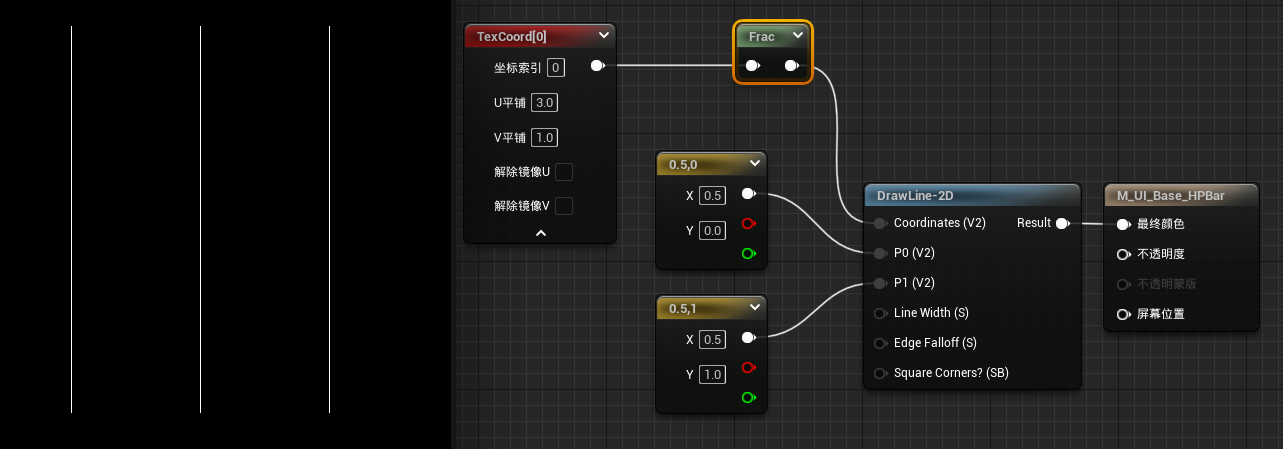 TexCoord[0]
坐标索引 0
U平铺 3.0
V平铺 1.0
解除镜像U
解除镜像V
Frac
0.5,0
X 0.5
Y 0.0
0.5,1
X 0.5
Y 1.0
DrawLine-2D
Coordinates (V2) Result
P0 (V2)
P1 (V2)
Line Width (S)
Edge Falloff (S)
Square Corners? (SB)
M_UI_Base_HPBar
最终颜色
不透明度
不透明蒙版
屏幕位置